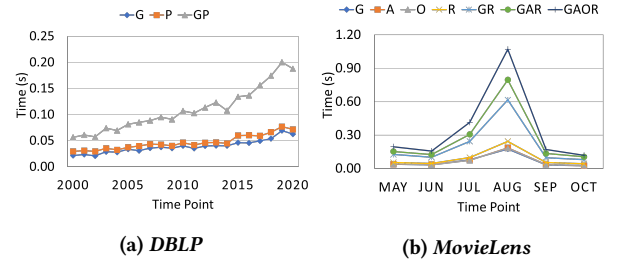 G P GP
0.25
0.20
0.15
0.10
0.05
0.00
Time (s)
2000 2005 2010 2015 2020
Time Point
(a) DBLP
G A O R GR GAR GAOR
1.20
0.90
0.60
0.30
0.00
Time (s)
MAY JUN JUL AUG SEP OCT
Time Point
(b) MovieLens